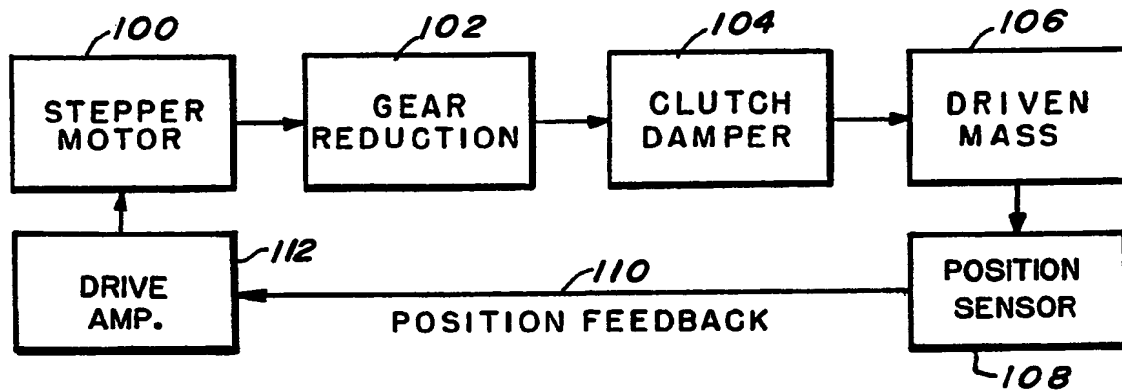 100
102
104
106
STEPPER
MOTOR
GEAR
REDUCTION
CLUTCH
DAMPER
DRIVEN
MASS
112
110
DRIVE
AMP.
POSITION FEEDBACK
POSITION
SENSOR
108